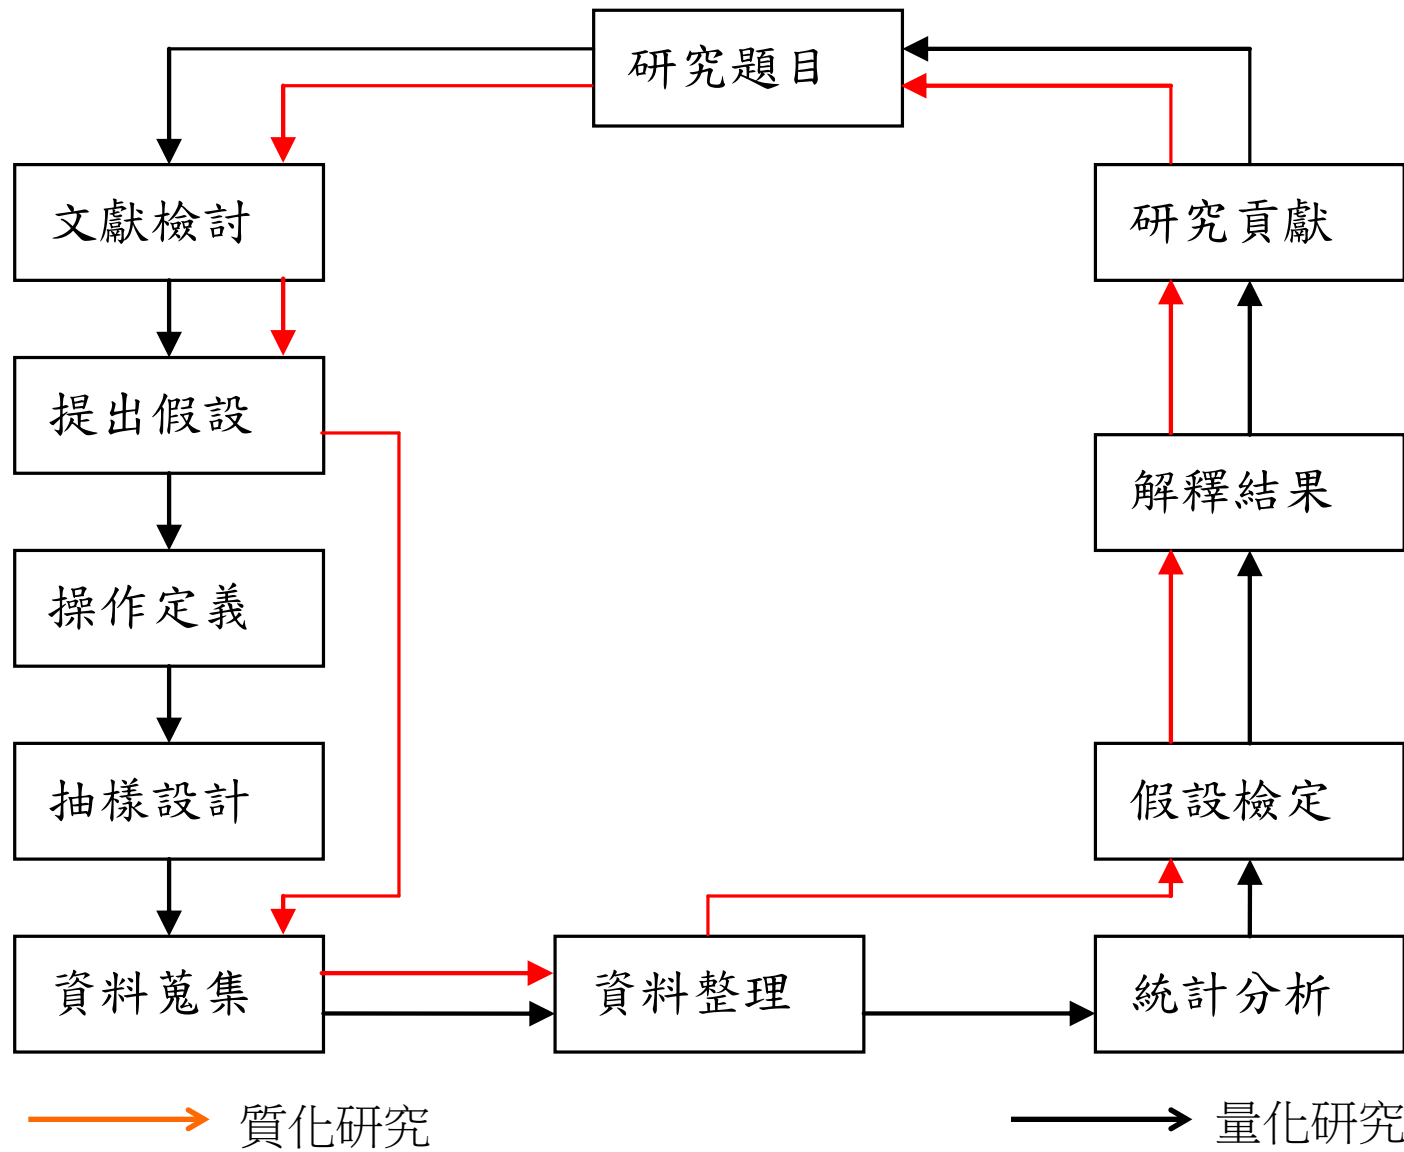 研究題目
文獻檢討
研究貢獻
提出假設
解釋結果
操作定義
抽樣設計
假設檢定
資料蒐集
資料整理
統計分析
質化研究
量化研究